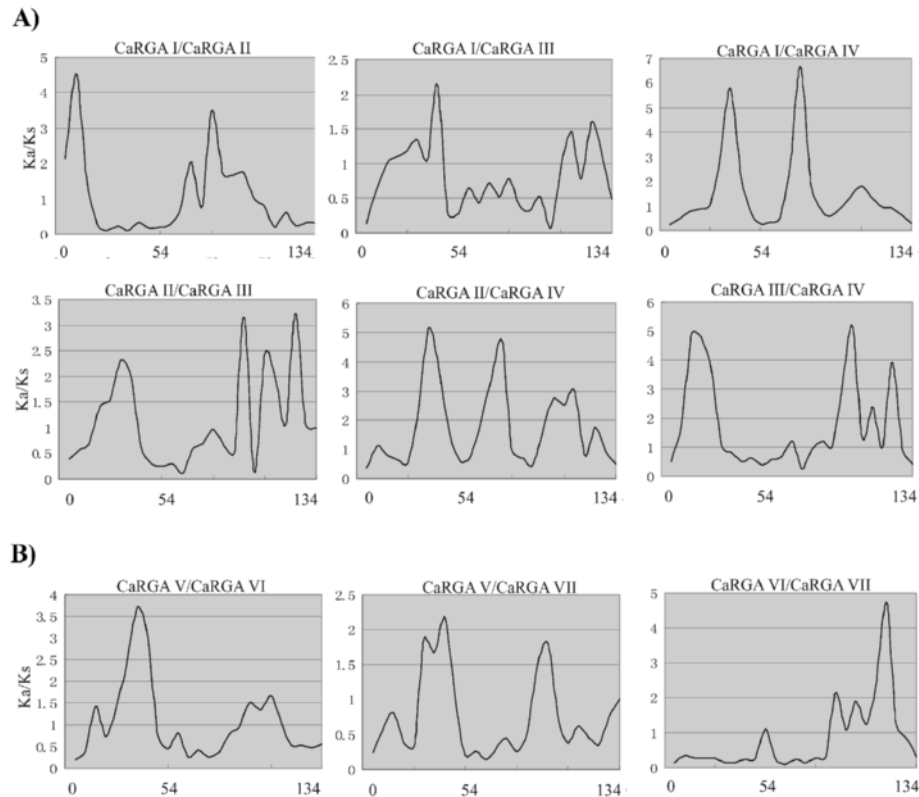 A)
CaRGA I/CaRGA II
CaRGA I/CaRGA III
CaRGA I/CaRGA IV
Ka/Ks
5
4
3
2
1
0
0 54 134
2.5
2
1.5
1
0.5
0
0 54 134
7
6
5
4
3
2
1
0
0 54 134
CaRGA II/CaRGA III
CaRGA II/CaRGA IV
CaRGA III/CaRGA IV
Ka/Ks
3.5
3
2.5
2
1.5
1
0.5
0
0 54 134
6
5
4
3
2
1
0
0 54 134
6
5
4
3
2
1
0
0 54 134
B)
CaRGA V/CaRGA VI
CaRGA V/CaRGA VII
CaRGA VI/CaRGA VII
Ka/Ks
4
3.5
3
2.5
2
1.5
1
0.5
0
0 54 134
2.5
2
1.5
1
0.5
0
0 54 134
5
4
3
2
1
0
0 54 134